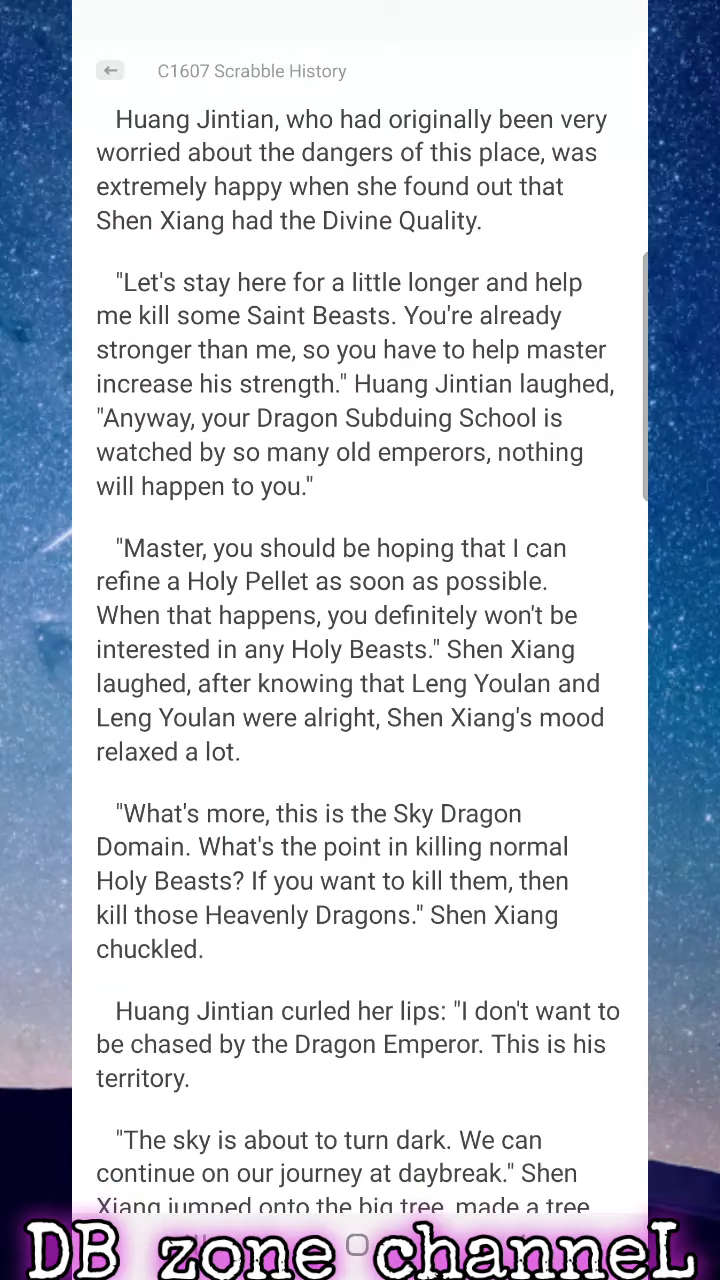 C1607 Scrabble History
Huang Jintian, who had originally been very
worried about the dangers of this place, was
extremely happy when she found out that
Shen Xiang had the Divine Quality.
"Let's stay here for a little longer and help
me kill some Saint Beasts. You're already
stronger than me, so you have to help master
increase his strength." Huang Jintian laughed,
"Anyway, your Dragon Subduing School is
watched by so many old emperors, nothing
will happen to you."
"Master, you should be hoping that I can
refine a Holy Pellet as soon as possible.
When that happens, you definitely won't be
interested in any Holy Beasts." Shen Xiang
laughed, after knowing that Leng Youlan and
Leng Youlan were alright, Shen Xiang's mood
relaxed a lot.
"What's more, this is the Sky Dragon
Domain. What's the point in killing normal
Holy Beasts? If you want to kill them, then
kill those Heavenly Dragons." Shen Xiang
chuckled.
Huang Jintian curled her lips: "I don't want to
be chased by the Dragon Emperor. This is his
territory.
"The sky is about to turn dark. We can
continue on our journey at daybreak." Shen
Xiang jumped onto the big tree, made a tree
DB zone channeL